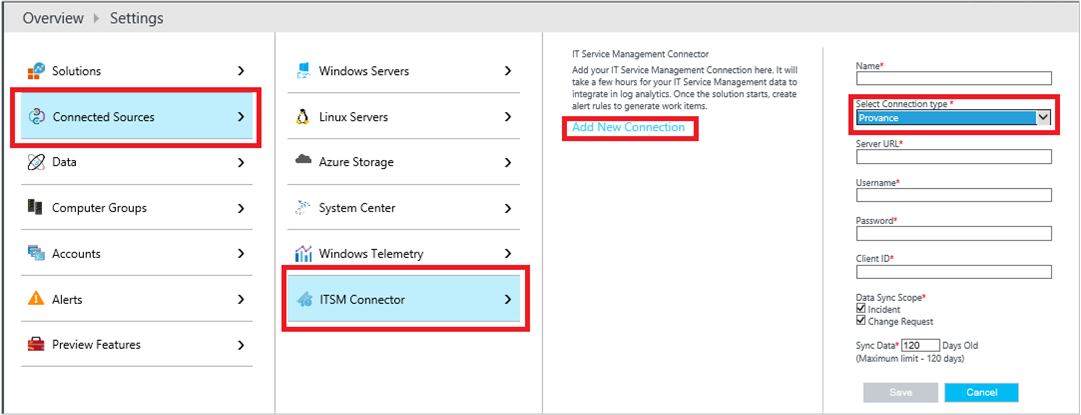 Overview Settings
Solutions
Connected Sources
Data
Computer Groups
Accounts
Alerts
Preview Features
Windows Servers
Linux Servers
Azure Storage
System Center
Windows Telemetry
ITSM Connector
IT Service Management Connector
Add your IT Service Management Connection here. It will
take a few hours for your IT Service Management data to
integrate in log analytics. Once the solution starts, create
alert rules to generate work items.
Add New Connection
Name*
Select Connection type *
Provance
Server URL*
Username*
Password*
Client ID*
Data Sync Scope*
Incident
Change Request
Sync Data* 120 Days Old
(Maximum limit - 120 days)
Save Cancel